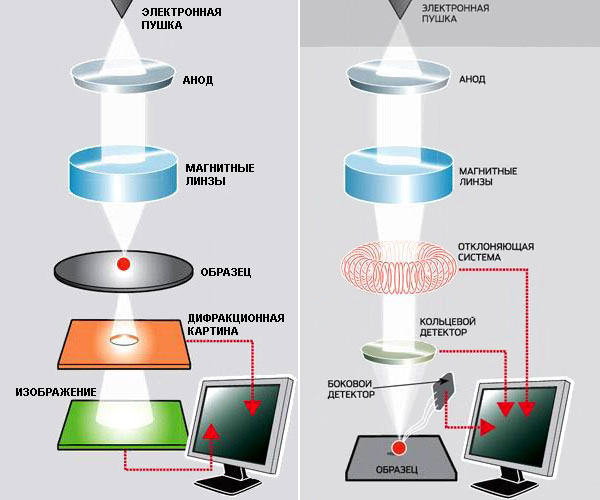 ЭЛЕКТРОННАЯ
ПУШКА
АНОД
МАГНИТНЫЕ
ЛИНЗЫ
ОБРАЗЕЦ
ДИФРАКЦИОННАЯ
КАРТИНА
ИЗОБРАЖЕНИЕ
ЭЛЕКТРОННАЯ
ПУШКА
АНОД
МАГНИТНЫЕ
ЛИНЗЫ
ОТКЛОНЯЮЩАЯ
СИСТЕМА
КОЛЬЦЕВОЙ
ДЕТЕКТОР
БОКОВОЙ
ДЕТЕКТОР
ОБРАЗЕЦ